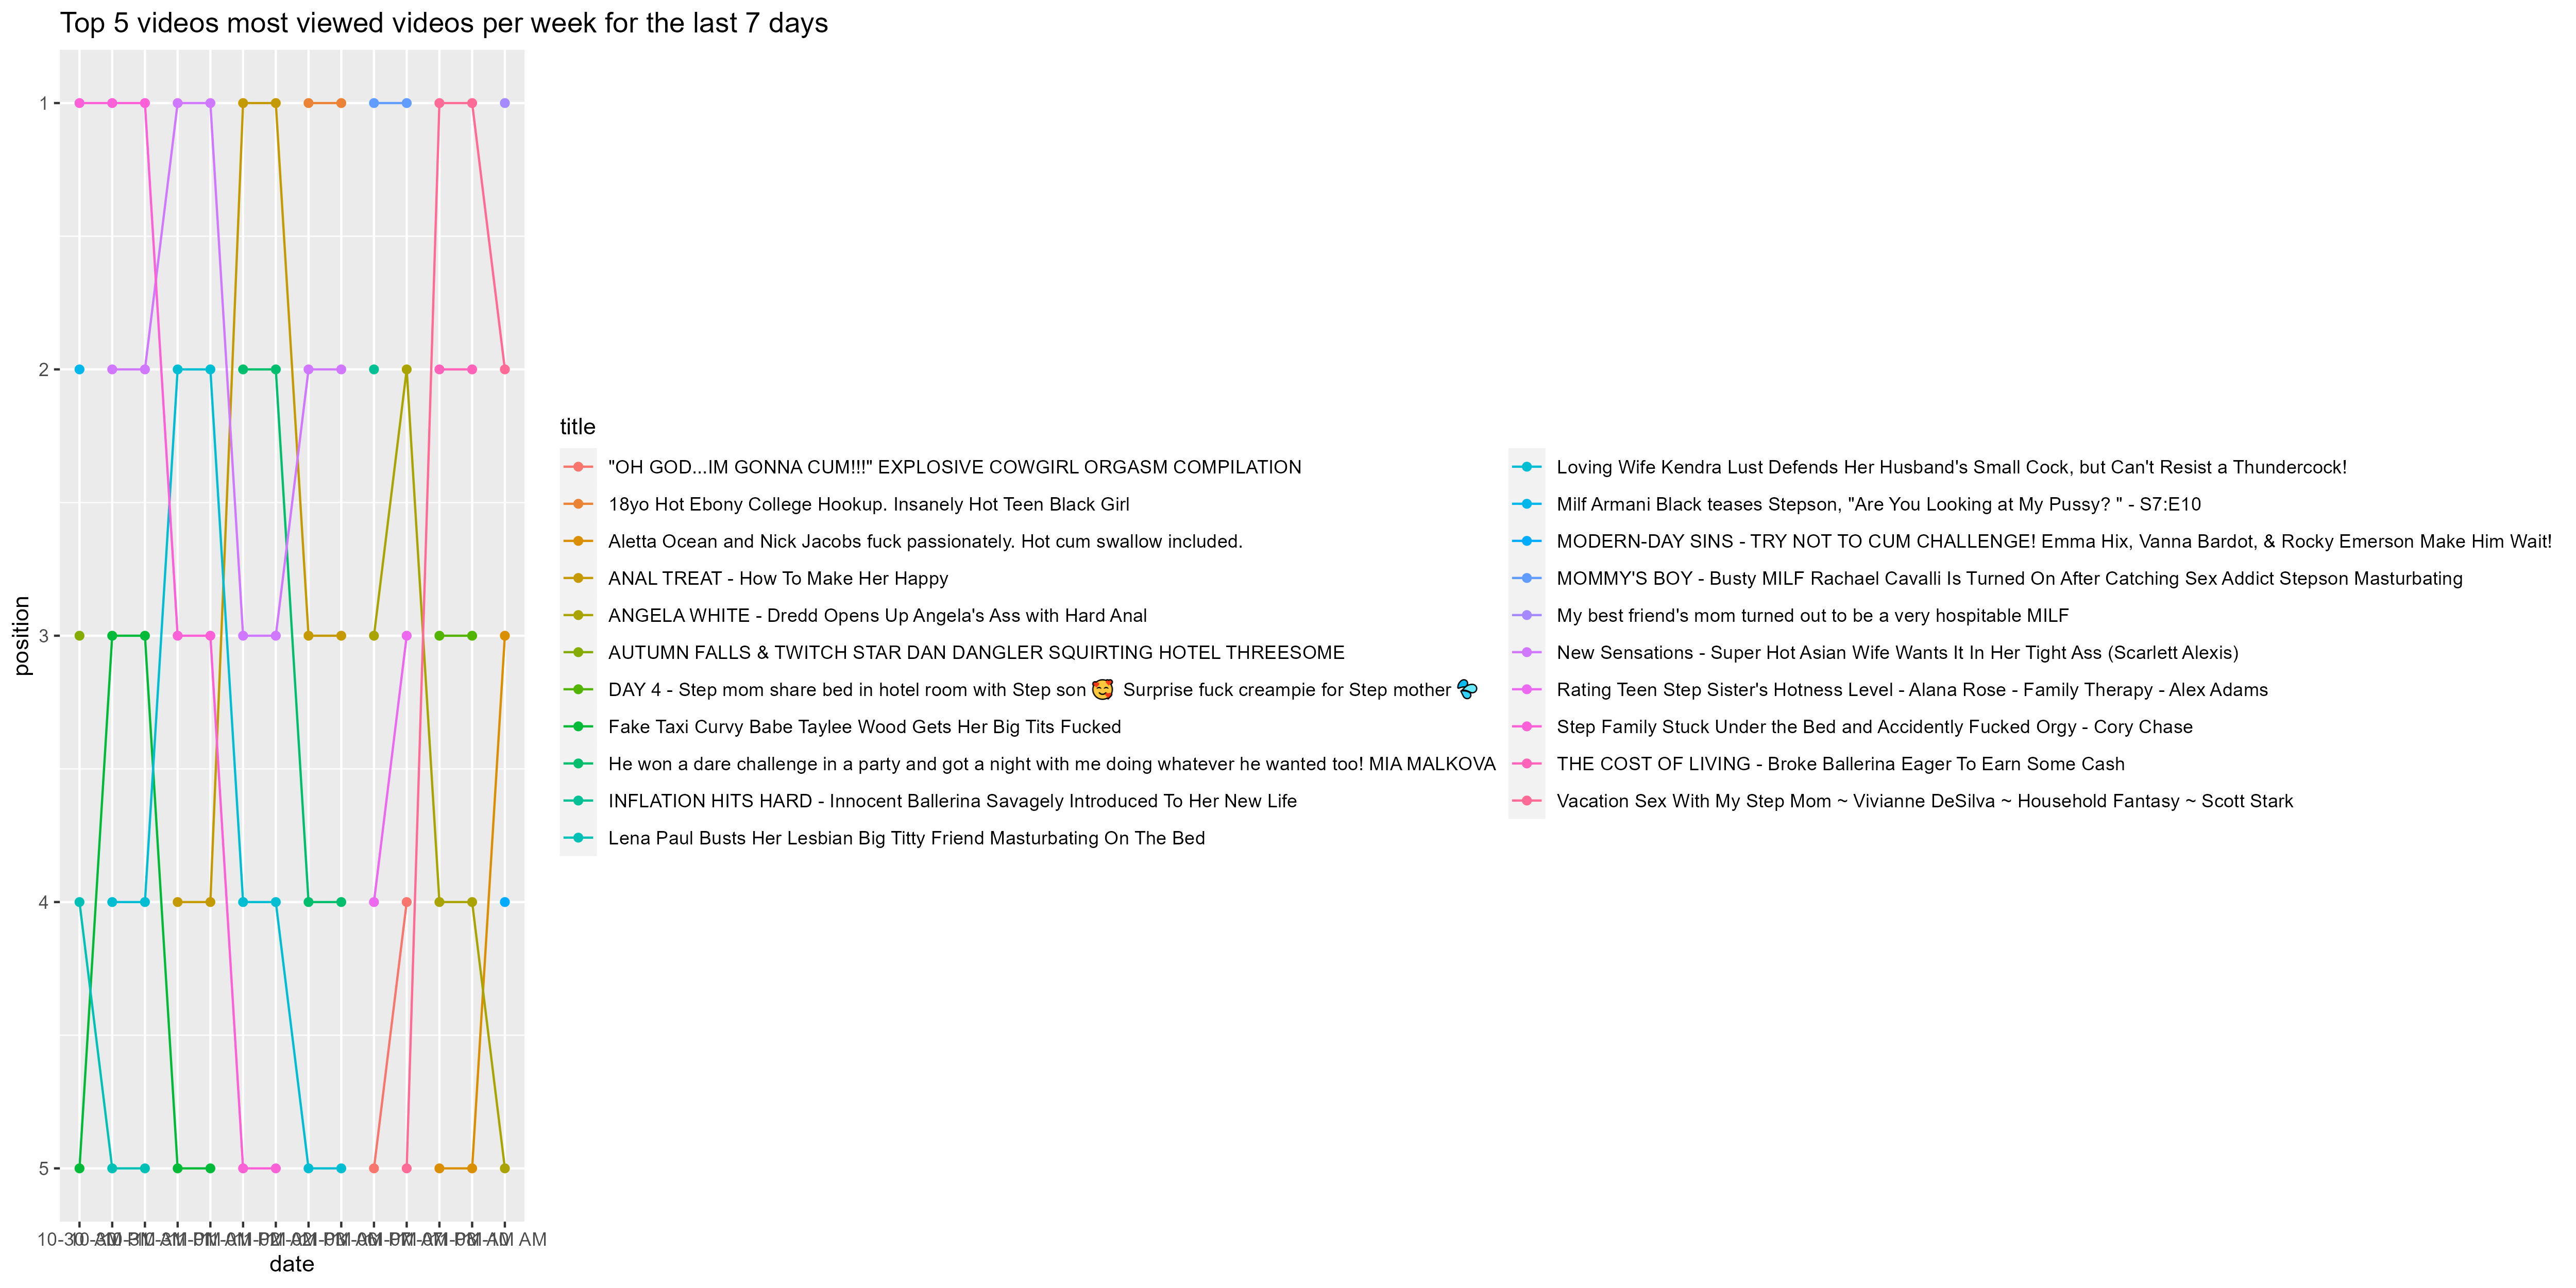 Top 5 videos most viewed videos per week for the last 7 days
1
2
3
4
5
position
date
title
"OH GOD...IM GONNA CUM!!!" EXPLOSIVE COWGIRL ORGASM COMPILATION
18yo Hot Ebony College Hookup. Insanely Hot Teen Black Girl
Aletta Ocean and Nick Jacobs fuck passionately. Hot cum swallow included.
ANAL TREAT - How To Make Her Happy
ANGELA WHITE - Dredd Opens Up Angela's Ass with Hard Anal
AUTUMN FALLS & TWITCH STAR DAN DANGLER SQUIRTING HOTEL THREESOME
DAY 4 - Step mom share bed in hotel room with Step son 🥰 Surprise fuck creampie for Step mother 💦
Fake Taxi Curvy Babe Taylee Wood Gets Her Big Tits Fucked
He won a dare challenge in a party and got a night with me doing whatever he wanted too! MIA MALKOVA
INFLATION HITS HARD - Innocent Ballerina Savagely Introduced To Her New Life
Lena Paul Busts Her Lesbian Big Titty Friend Masturbating On The Bed
Loving Wife Kendra Lust Defends Her Husband's Small Cock, but Can't Resist a Thundercock!
Milf Armani Black teases Stepson, "Are You Looking at My Pussy? " - S7:E10
MODERN-DAY SINS - TRY NOT TO CUM CHALLENGE! Emma Hix, Vanna Bardot, & Rocky Emerson Make Him Wait!
MOMMY'S BOY - Busty MILF Rachael Cavalli Is Turned On After Catching Sex Addict Stepson Masturbating
My best friend's mom turned out to be a very hospitable MILF
New Sensations - Super Hot Asian Wife Wants It In Her Tight Ass (Scarlett Alexis)
Rating Teen Step Sister's Hotness Level - Alana Rose - Family Therapy - Alex Adams
Step Family Stuck Under the Bed and Accidently Fucked Orgy - Cory Chase
THE COST OF LIVING - Broke Ballerina Eager To Earn Some Cash
Vacation Sex With My Step Mom ~ Vivianne DeSilva ~ Household Fantasy ~ Scott Stark